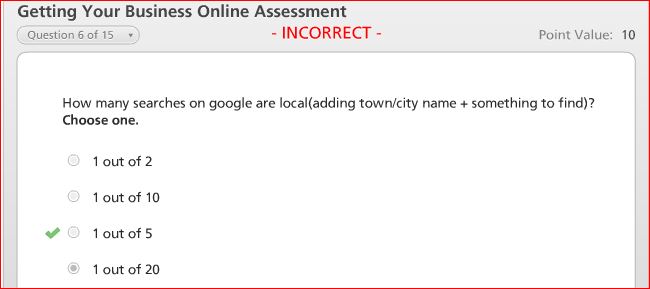 Getting Your Business Online Assessment
Question 6 of 15
- INCORRECT -
Point Value: 10
How many searches on google are local(adding town/city name + something to find)?
Choose one.
1 out of 2
1 out of 10
1 out of 5
1 out of 20